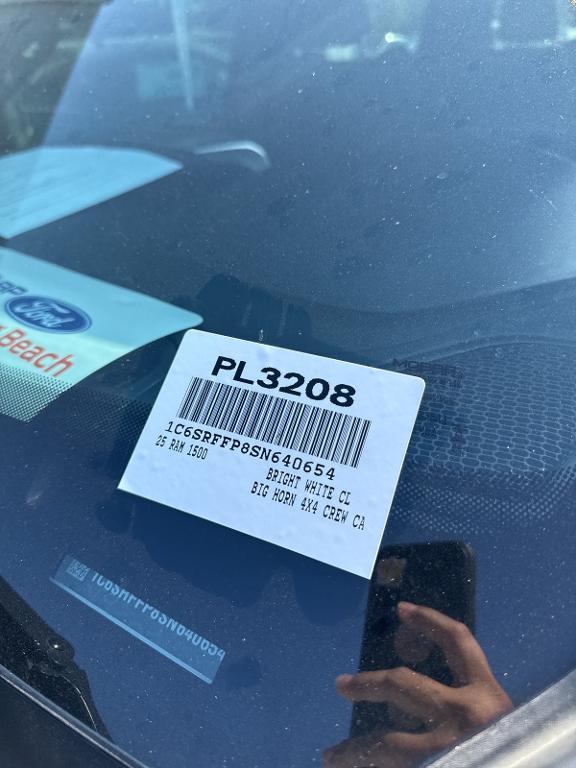 Ford
Beach
PL3208
1C6SRFFP8SN640654
25 RAM 1500
BRIGHT WHITE CL
BIG HORN 4X4 CREW CA
1C6SRFFP8SN640654